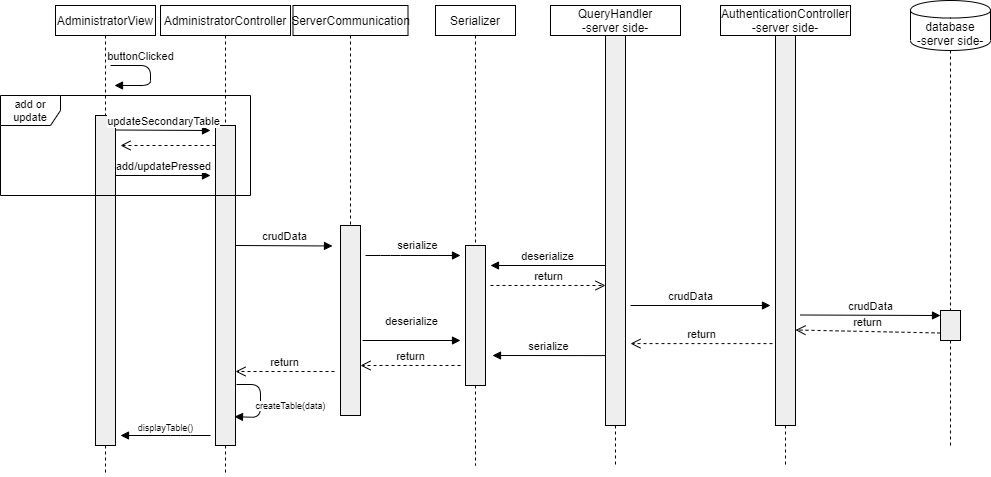 AdministratorView
AdministratorController
ServerCommunication
Serializer
QueryHandler
-server side-
AuthenticationController
-server side-
database
-server side-
buttonClicked
add or
update
updateSecondaryTable
add/updatePressed
crudData
serialize
deserialize
return
crudData
crudData
return
deserialize
return
serialize
return
return
createTable(data)
displayTable()